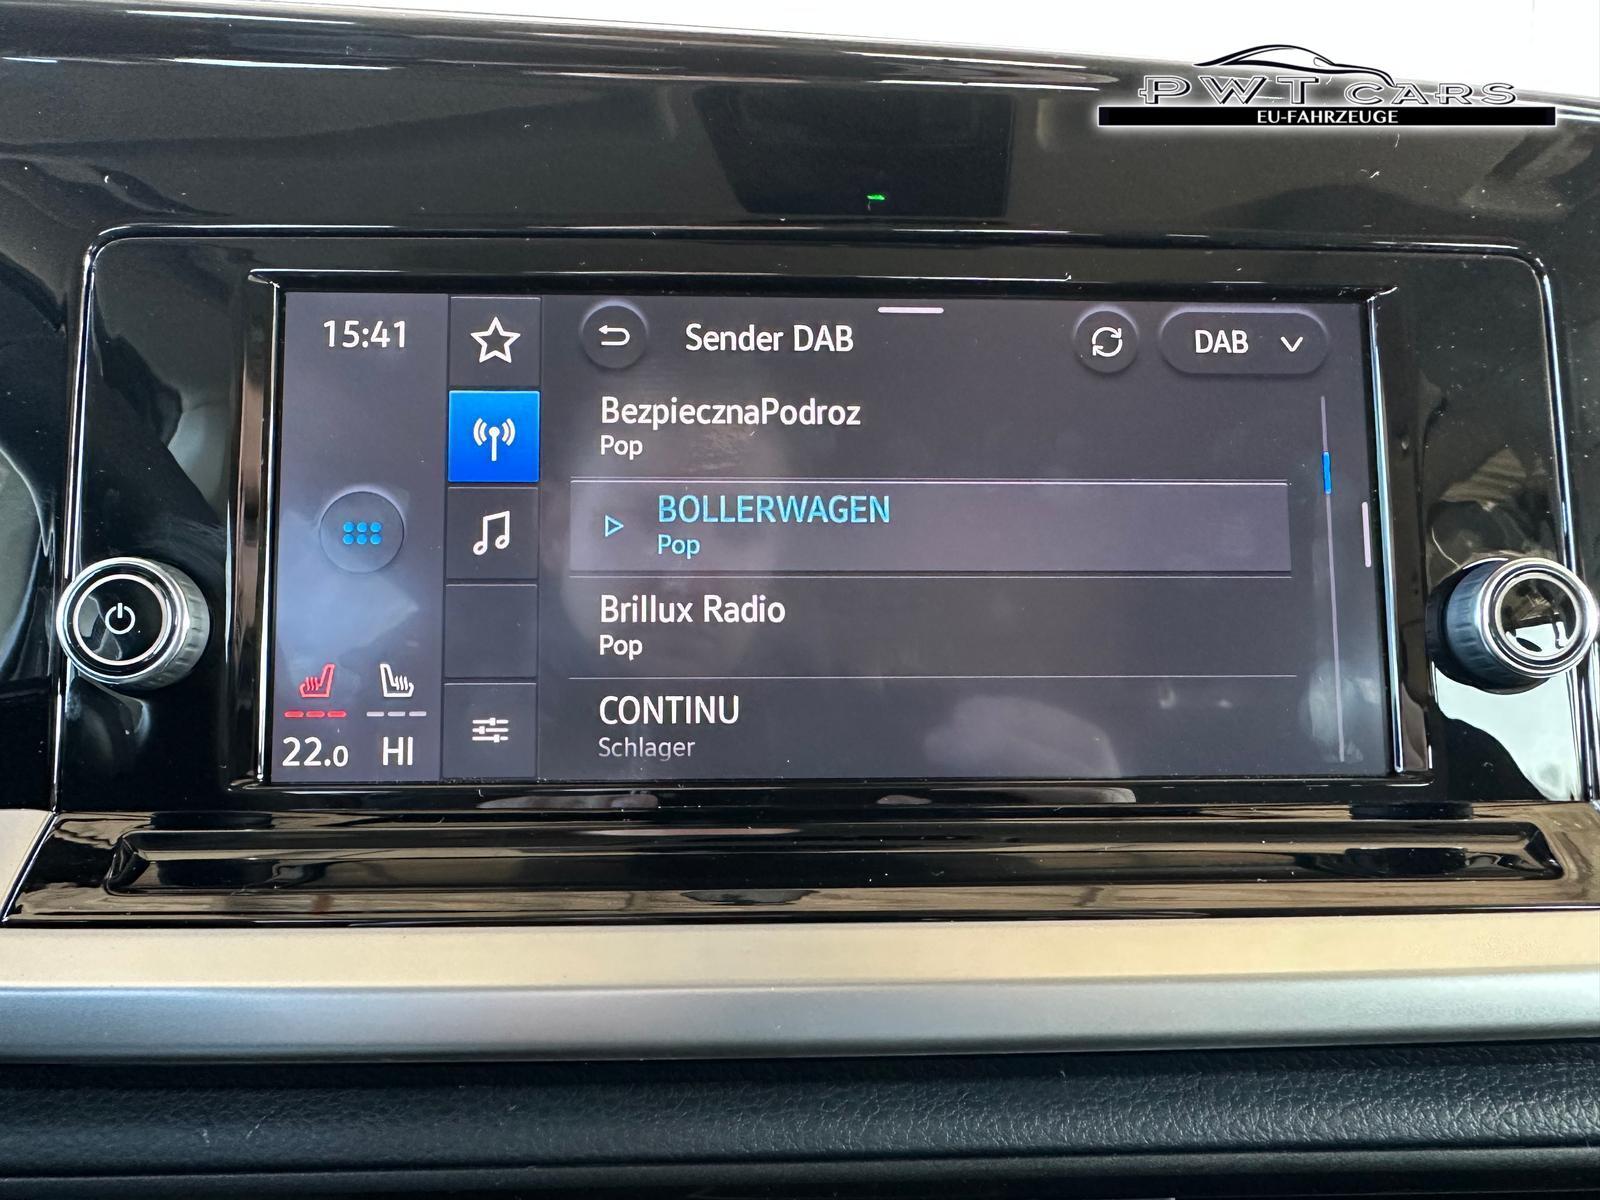 PWT CARS
EU-FAHRZEUGE
15:41
Sender DAB
DAB
BezpiecznaPodroz
Pop
BOLLERWAGEN
Pop
Brillux Radio
Pop
CONTINU
Schlager
22.0 HI